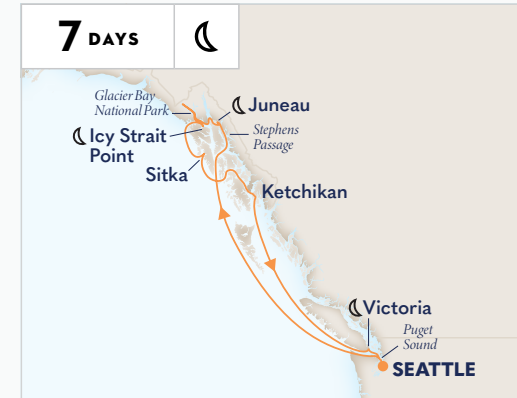 7 DAYS
Glacier Bay
National Park
Juneau
Icy Strait
Point
Stephens
Passage
Sitka
Ketchikan
Victoria
Puget
Sound
SEATTLE